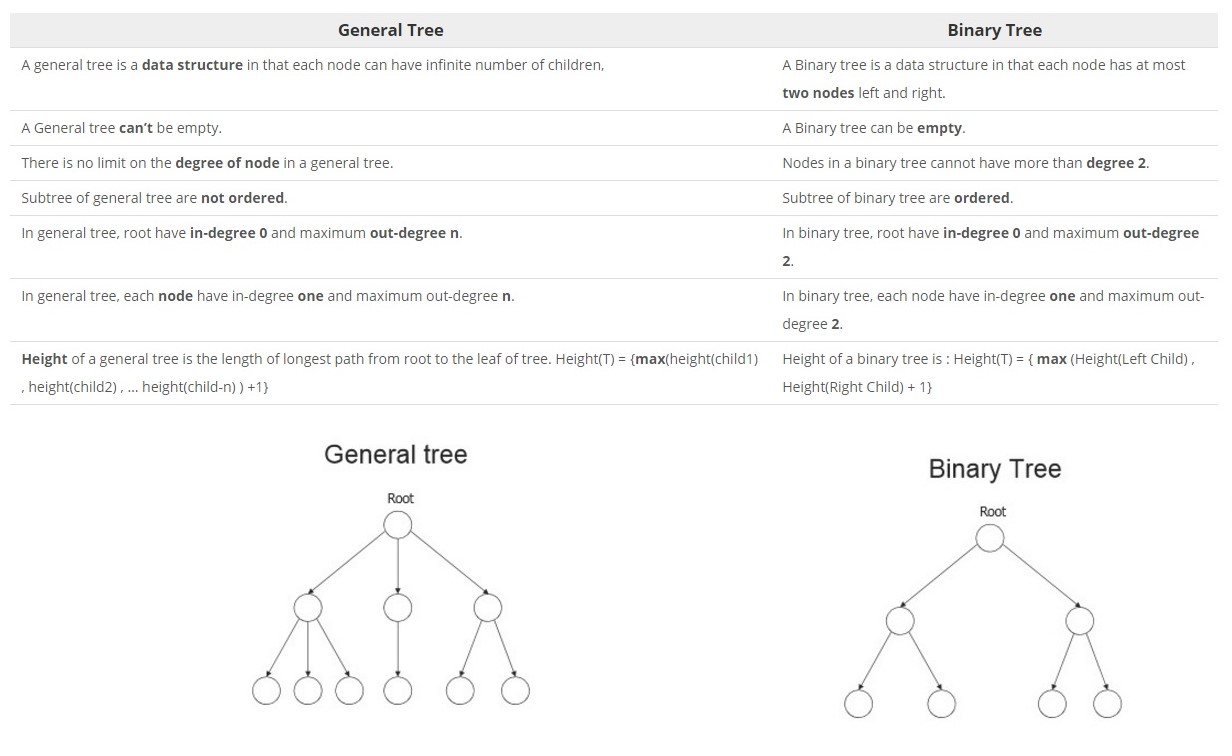 General Tree
Binary Tree
A general tree is a data structure in that each node can have infinite number of children,
A Binary tree is a data structure in that each node has at most
two nodes left and right.
A General tree can’t be empty.
A Binary tree can be empty.
There is no limit on the degree of node in a general tree.
Nodes in a binary tree cannot have more than degree 2.
Subtree of general tree are not ordered.
Subtree of binary tree are ordered.
In general tree, root have in-degree 0 and maximum out-degree n.
In binary tree, root have in-degree 0 and maximum out-degree
2.
In general tree, each node have in-degree one and maximum out-degree n.
In binary tree, each node have in-degree one and maximum out-
degree 2.
Height of a general tree is the length of longest path from root to the leaf of tree. Height(T) = {max(height(child1)
, height(child2) , … height(child-n) ) +1}
Height of a binary tree is : Height(T) = { max (Height(Left Child) ,
Height(Right Child) + 1}
General tree
Root
Binary Tree
Root